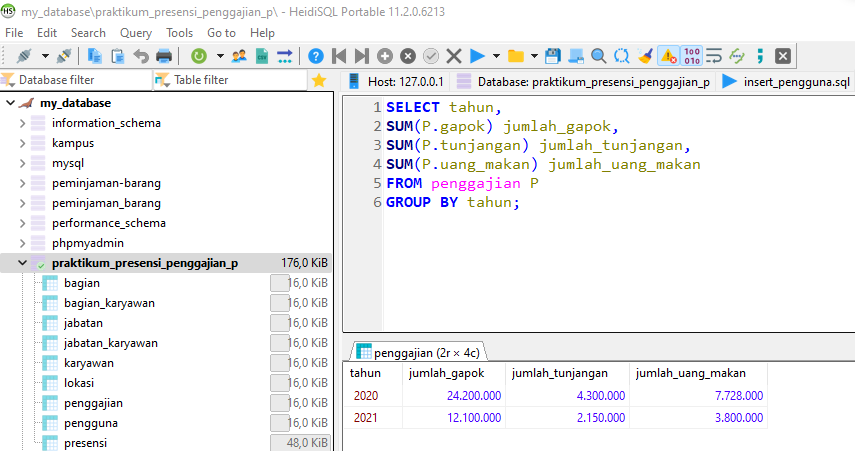 HS my_database\praktikum_presensi_penggajian_p\ - HeidiSQL Portable 11.2.0.6213
File Edit Search Query Tools Go to Help
Database filter Table filter Host: 127.0.0.1 Database: praktikum_presensi_penggajian_p insert_pengguna.sql
my_database
information_schema
kampus
mysql
peminjaman-barang
peminjaman_barang
performance_schema
phpmyadmin
praktikum_presensi_penggajian_p 176,0 KiB
bagian 16,0 KiB
bagian_karyawan 16,0 KiB
jabatan 16,0 KiB
jabatan_karyawan 16,0 KiB
karyawan 16,0 KiB
lokasi 16,0 KiB
penggajian 16,0 KiB
pengguna 16,0 KiB
presensi 48,0 KiB
1 SELECT tahun,
2 SUM(P.gapok) jumlah_gapok,
3 SUM(P.tunjangan) jumlah_tunjangan,
4 SUM(P.uang_makan) jumlah_uang_makan
5 FROM penggajian P
6 GROUP BY tahun;
penggajian (2r × 4c)
tahun jumlah_gapok jumlah_tunjangan jumlah_uang_makan
2020 24.200.000 4.300.000 7.728.000
2021 12.100.000 2.150.000 3.800.000